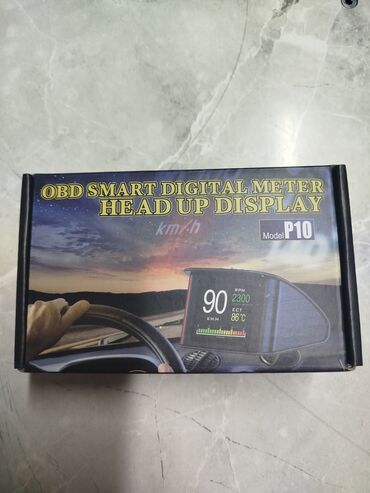 OBD SMART DIGITAL METER
HEAD UP DISPLAY
km/h
Model P10
90
KM/H
RPM
2300
ECT
86°C